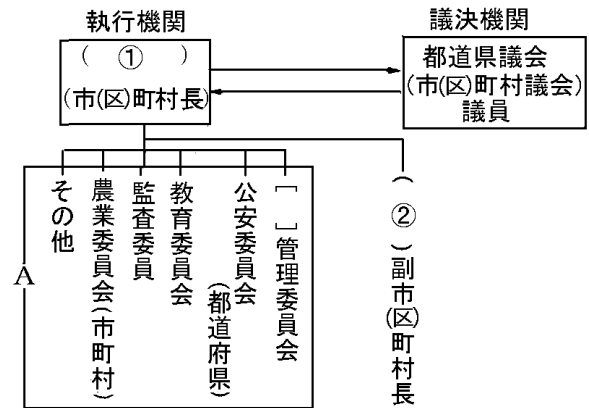 執行機関
議決機関
( ① )
(市(区)町村長)
都道県議会
(市(区)町村議会)
議員
A
その他
農業委員会(市町村)
監査委員
教育委員会
公安委員会
(都道府県)
[ ]管理委員会
( ② )副市(区)町村長